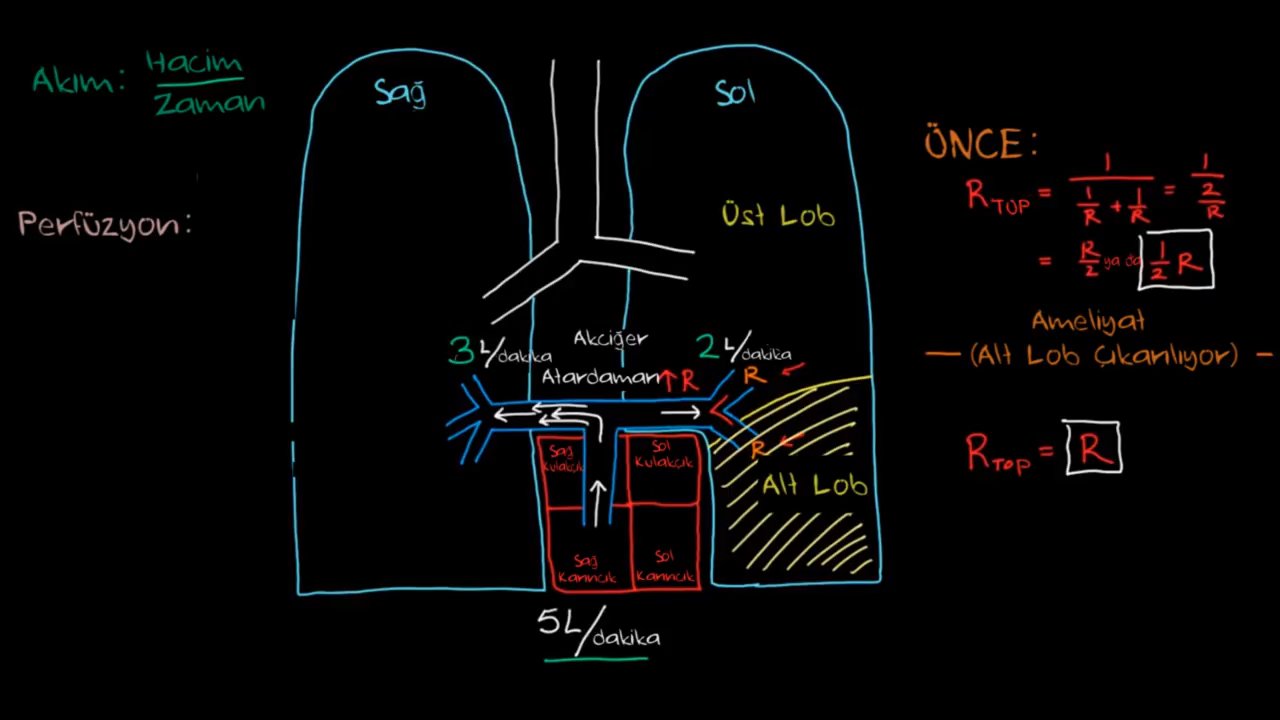 Akım: Hacim
Zaman
Perfüzyon:
Sağ
Sol
Üst Lob
3 L/dakika
Akciğer
Atardamarı
↑R
2 L/dakika
R
R
Alt Lob
Sağ
Kulakçık
Sol
Kulakçık
Sağ
Karıncık
Sol
Karıncık
5L/dakika
ÖNCE:
R TOP = 1 / (1/R + 1/R) = 1 / (2/R)
= R/2 ya da 1/2 R
Ameliyat
— (Alt Lob Çıkarılıyor) —
R TOP = R